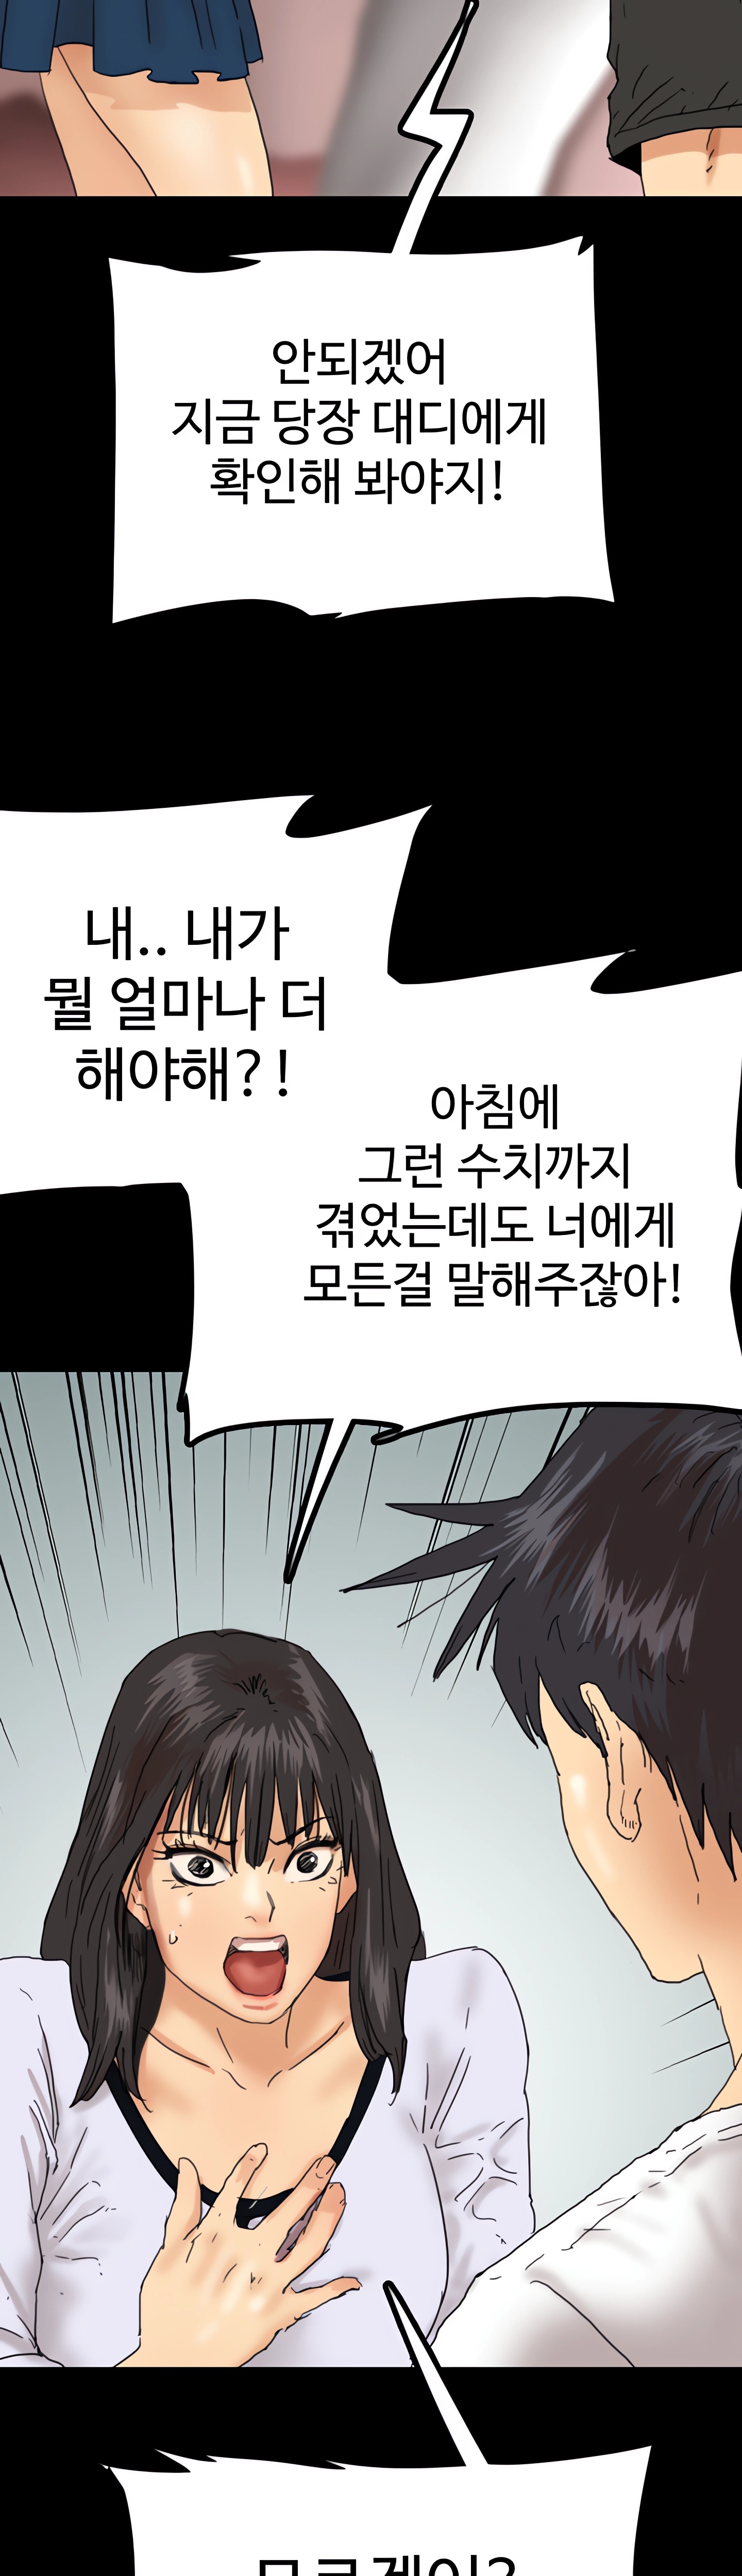 안되겠어
지금 당장 대디에게
확인해 봐야지!
내.. 내가
뭘 얼마나 더
해야해?!
아침에
그런 수치까지
겪었는데도 너에게
모든걸 말해주잖아!